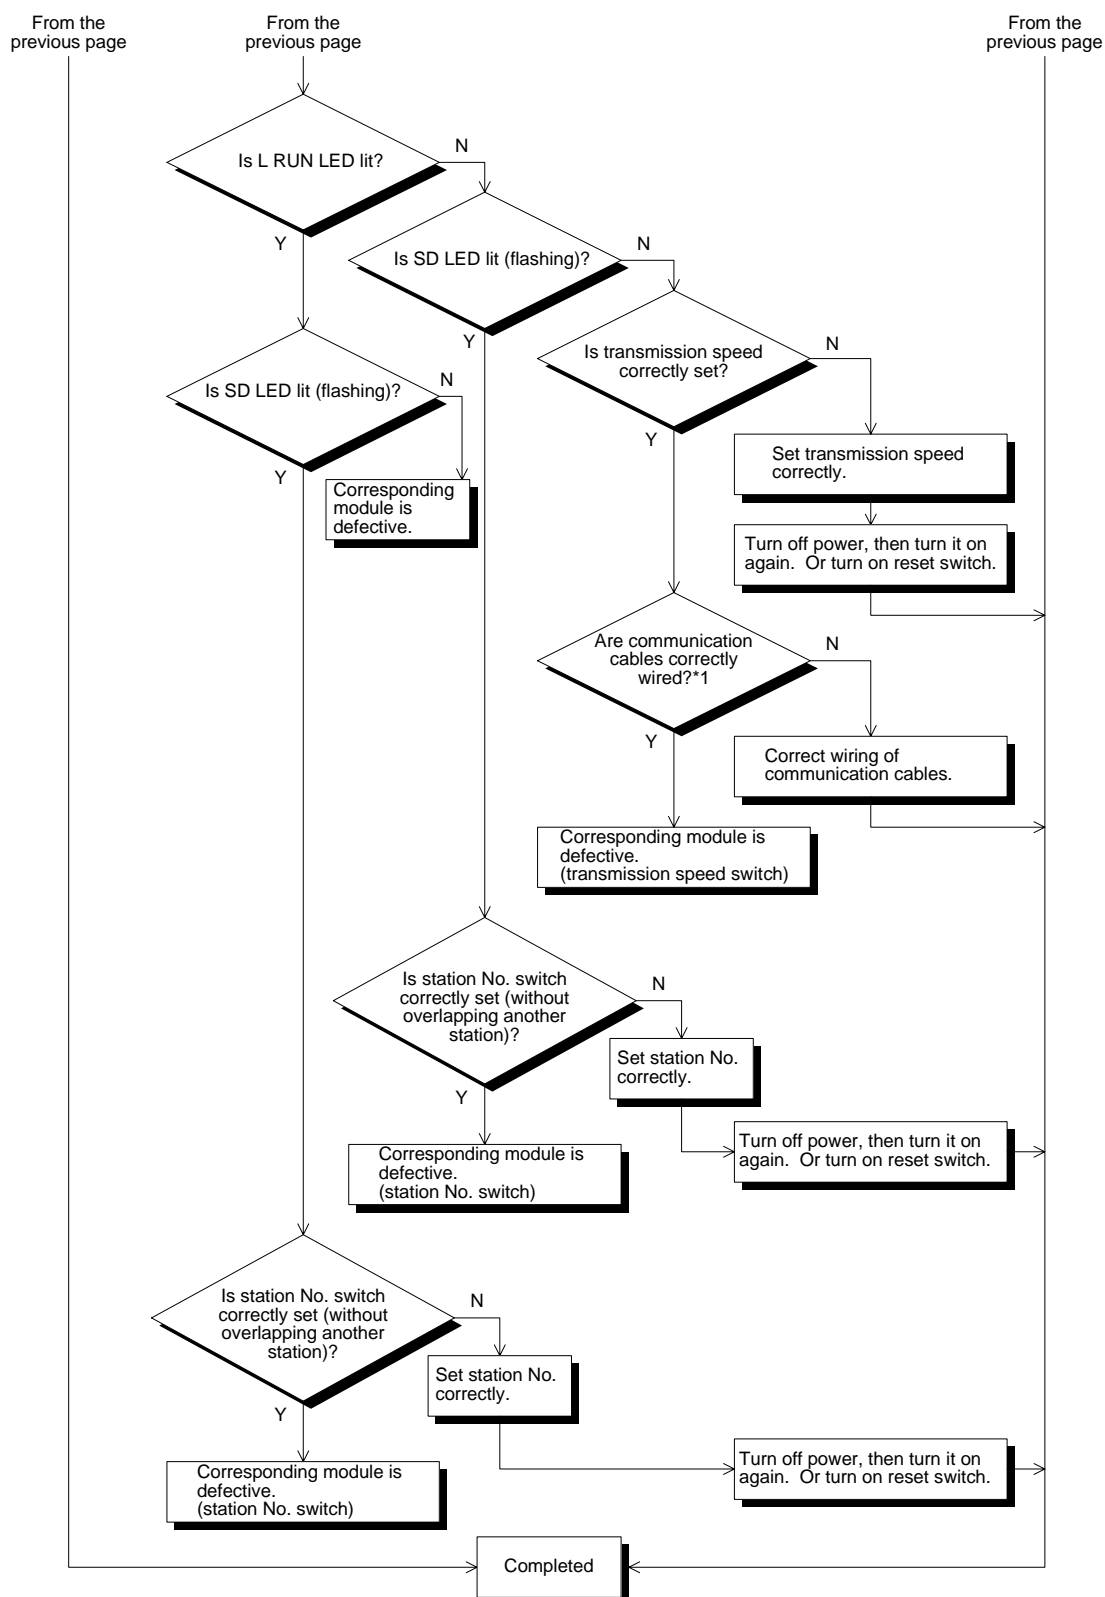 From the
previous page
From the
previous page
From the
previous page
Is L RUN LED lit?
N
Y
Is SD LED lit (flashing)?
N
Y
Is transmission speed
correctly set?
N
Y
Is SD LED lit (flashing)?
N
Y
Set transmission speed
correctly.
Corresponding
module is
defective.
Turn off power, then turn it on
again.  Or turn on reset switch.
Are communication
cables correctly
wired?*1
N
Y
Correct wiring of
communication cables.
Corresponding module is
defective.
(transmission speed switch)
Is station No. switch
correctly set (without
overlapping another
station)?
N
Y
Set station No.
correctly.
Turn off power, then turn it on
again.  Or turn on reset switch.
Corresponding module is
defective.
(station No. switch)
Is station No. switch
correctly set (without
overlapping another
station)?
N
Y
Set station No.
correctly.
Turn off power, then turn it on
again.  Or turn on reset switch.
Corresponding module is
defective.
(station No. switch)
Completed